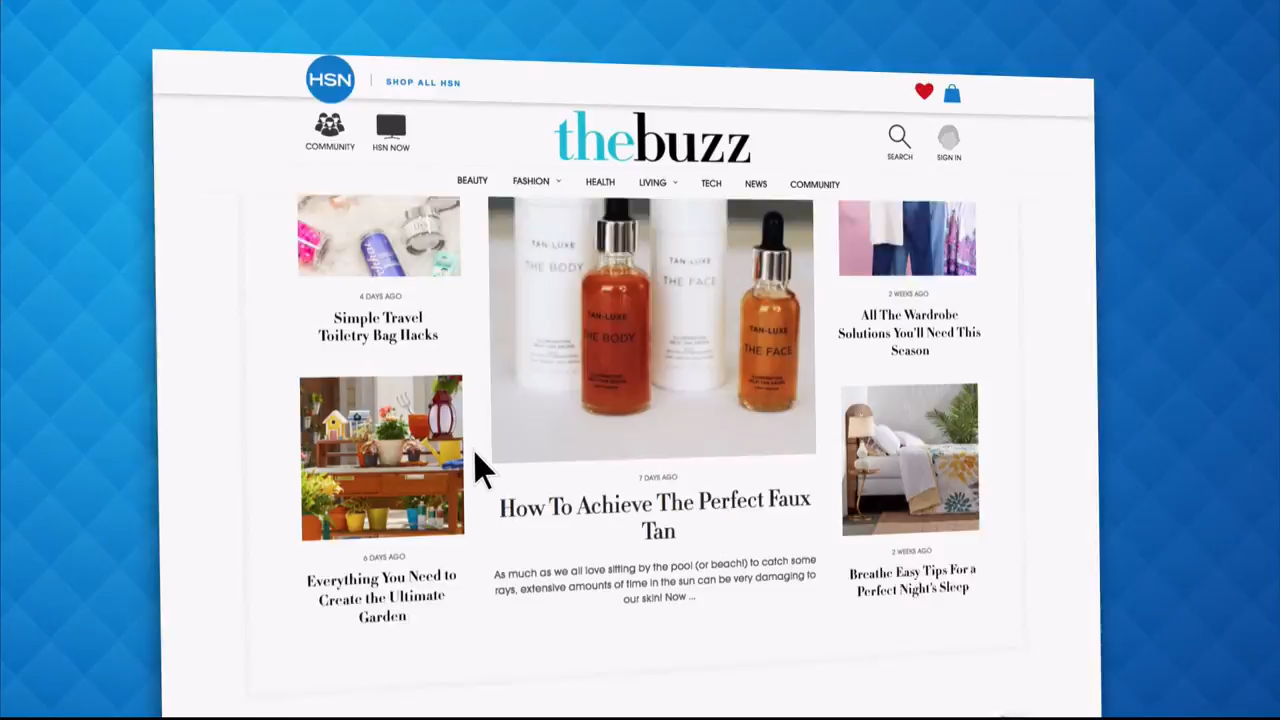 HSN
SHOP ALL HSN
COMMUNITY
HSN NOW
thebuzz
SEARCH
SIGN IN
BEAUTY
FASHION
HEALTH
LIVING
TECH
NEWS
COMMUNITY
4 DAYS AGO
Simple Travel
Toiletry Bag Hacks
6 DAYS AGO
Everything You Need to
Create the Ultimate
Garden
TAN-LUXE
THE BODY
TAN-LUXE
THE FACE
TAN-LUXE
THE BODY
TAN-LUXE
THE FACE
7 DAYS AGO
How To Achieve The Perfect Faux
Tan
As much as we all love sitting by the pool (or beach!) to catch some
rays, extensive amounts of time in the sun can be very damaging to
our skin! Now ...
2 WEEKS AGO
All The Wardrobe
Solutions You'll Need This
Season
2 WEEKS AGO
Breathe Easy Tips For a
Perfect Night's Sleep